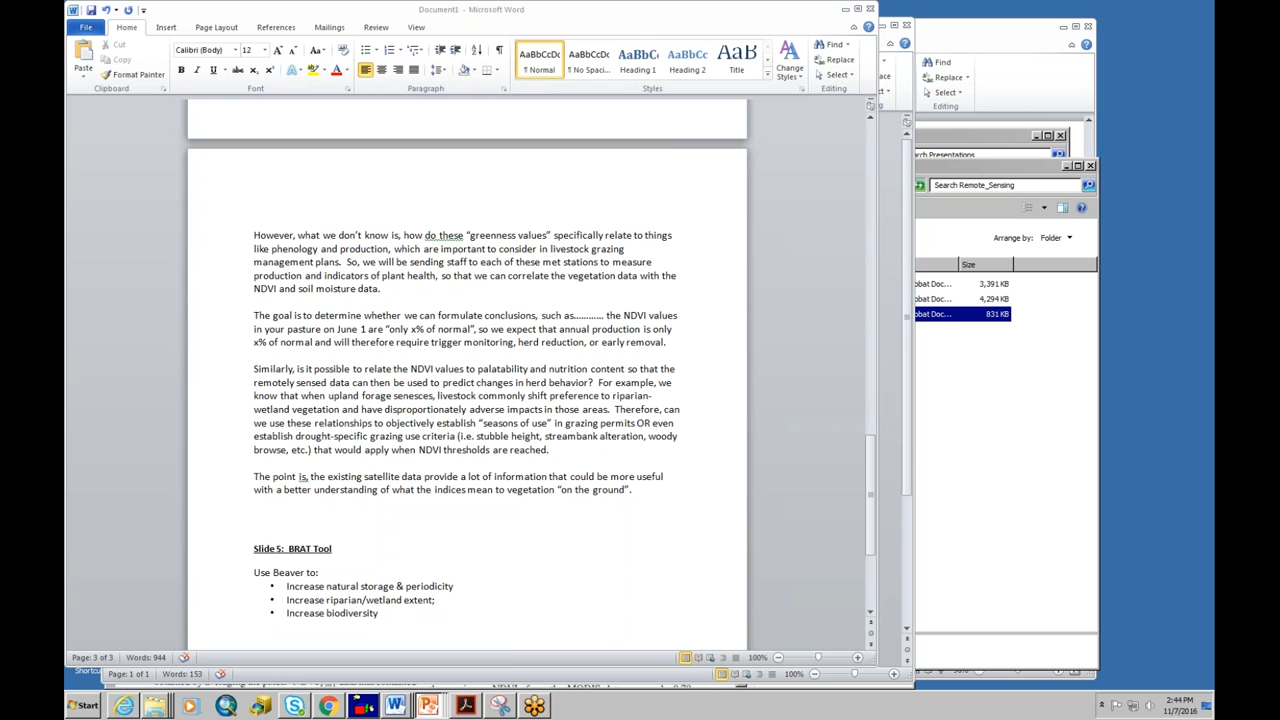 Document1 - Microsoft Word
File Home Insert Page Layout References Mailings Review View
Paste Cut Copy Format Painter
Calibri (Body) 12
AaBbCcDc AaBbCcDc AaBbC AaBbCc AaB
¶ Normal ¶ No Spaci... Heading 1 Heading 2 Title
Change Styles
Find Replace Select
Clipboard Font Paragraph Styles Editing
Find
Replace
Select
Editing
Search Remote_Sensing
Arrange by: Folder
Size
obat Doc... 3,391 KB
obat Doc... 4,294 KB
obat Doc... 831 KB
However, what we don't know is, how do these "greenness values" specifically relate to things
like phenology and production, which are important to consider in livestock grazing
management plans. So, we will be sending staff to each of these met stations to measure
production and indicators of plant health, so that we can correlate the vegetation data with the
NDVI and soil moisture data.
The goal is to determine whether we can formulate conclusions, such as………… the NDVI values
in your pasture on June 1 are "only x% of normal", so we expect that annual production is only
x% of normal and will therefore require trigger monitoring, herd reduction, or early removal.
Similarly, is it possible to relate the NDVI values to palatability and nutrition content so that the
remotely sensed data can then be used to predict changes in herd behavior? For example, we
know that when upland forage senesces, livestock commonly shift preference to riparian-
wetland vegetation and have disproportionately adverse impacts in those areas. Therefore, can
we use these relationships to objectively establish "seasons of use" in grazing permits OR even
establish drought-specific grazing use criteria (i.e. stubble height, streambank alteration, woody
browse, etc.) that would apply when NDVI thresholds are reached.
The point is, the existing satellite data provide a lot of information that could be more useful
with a better understanding of what the indices mean to vegetation "on the ground".
Slide 5: BRAT Tool
Use Beaver to:
• Increase natural storage & periodicity
• Increase riparian/wetland extent;
• Increase biodiversity
Page: 3 of 3 Words: 944 100%
Page: 1 of 1 Words: 153 100%
Start
2:44 PM
11/7/2016